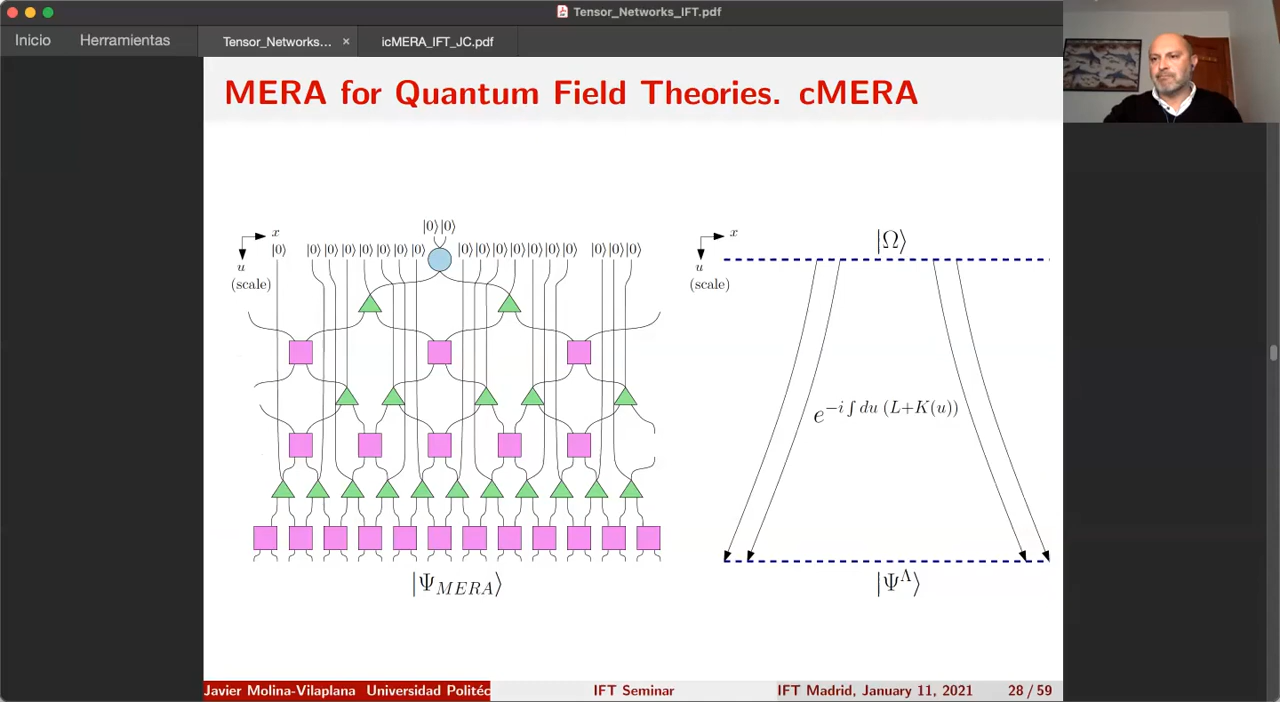 Tensor_Networks_IFT.pdf
Inicio
Herramientas
Tensor_Networks...
×
icMERA_IFT_JC.pdf
MERA for Quantum Field Theories. cMERA
|0⟩|0⟩
x
|0⟩ |0⟩|0⟩|0⟩|0⟩|0⟩|0⟩|0⟩ |0⟩|0⟩|0⟩|0⟩|0⟩|0⟩|0⟩ |0⟩|0⟩|0⟩
u
(scale)
|Ψ_{MERA}⟩
x
|Ω⟩
u
(scale)
e^{-i∫du (L+K(u))}
|Ψ^Λ⟩
Javier Molina-Vilaplana Universidad Politéc
IFT Seminar
IFT Madrid, January 11, 2021
28 / 59